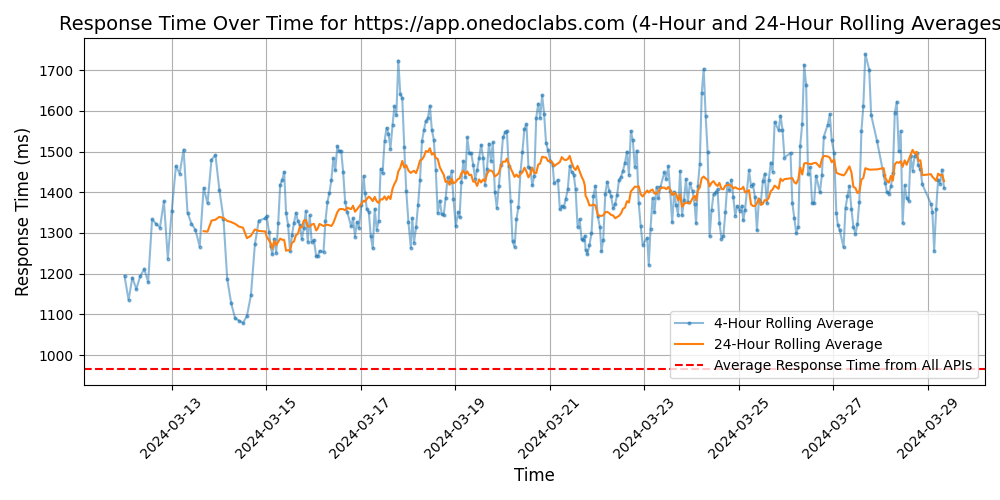 Response Time Over Time for https://app.onedoclabs.com (4-Hour and 24-Hour Rolling Averages
Response Time (ms)
1700
1600
1500
1400
1300
1200
1100
1000
4-Hour Rolling Average
24-Hour Rolling Average
Average Response Time from All APIs
2024-03-13
2024-03-15
2024-03-17
2024-03-19
2024-03-21
2024-03-23
2024-03-25
2024-03-27
2024-03-29
Time